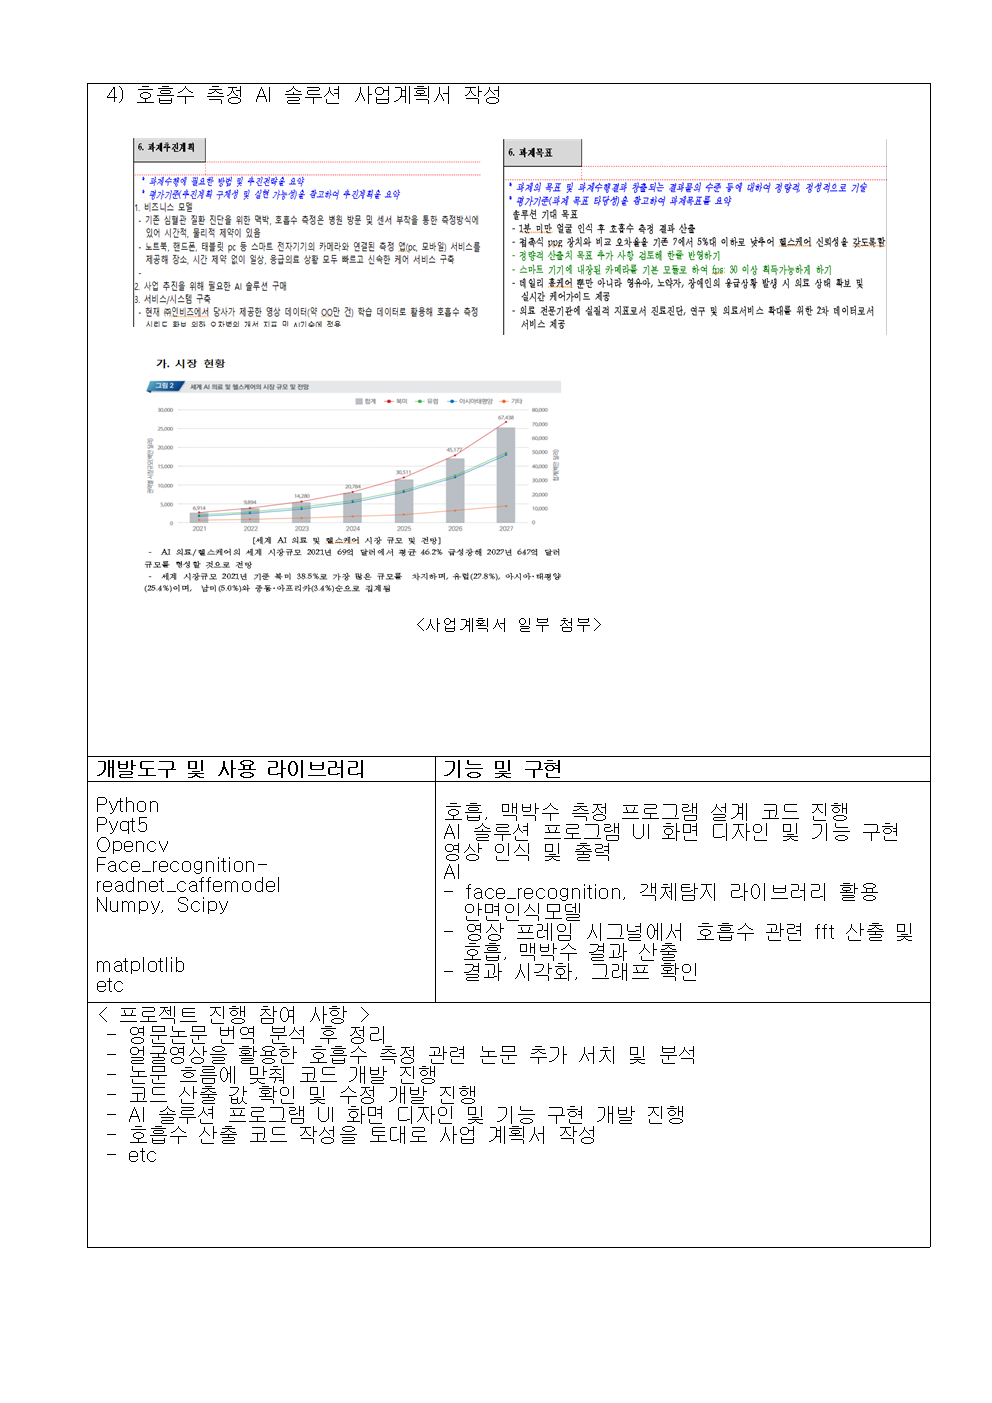 4) 호흡수 측정 AI 솔루션 사업계획서 작성
6. 과제추진계획
* 과제수행에 필요한 방법 및 추진전략을 요약
* 평가기준(추진계획 구체성 및 실현 가능성)을 참고하여 추진계획을 요약
1. 비즈니스 모델
- 기존 심혈관 질환 진단을 위한 맥박, 호흡수 측정은 병원 방문 및 센서 부착을 통한 측정방식에
있어 시간적, 물리적 제약이 있음
- 노트북, 핸드폰, 태블릿 pc 등 스마트 전자기기의 카메라와 연결된 측정 앱(pc, 모바일) 서비스를
제공해 장소, 시간 제약 없이 일상, 응급의료 상황 모두 빠르고 신속한 케어 서비스 구축
-
2. 사업 추진을 위해 필요한 AI 솔루션 구매
3. 서비스/시스템 구축
- 현재 ㈜인비즈에서 당사가 제공한 영상 데이터(약 OO만 건) 학습 데이터로 활용해 호흡수 측정
신뢰도 확보 위한 오차범위 개선 지표 및 AI기술에 적용
6. 과제목표
* 과제의 목표 및 과제수행결과 창출되는 결과물의 수준 등에 대하여 정량적, 정성적으로 기술
* 평가기준(과제 목표 타당성)을 참고하여 과제목표를 요약
솔루션 기대 목표
- 1분 미만 얼굴 인식 후 호흡수 측정 결과 산출
- 접촉식 ppg 장치와 비교 오차율을 기존 7에서 5%대 이하로 낮추어 헬스케어 신뢰성을 갖도록함
- 정량적 산출치 목표 추가 사항 검토해 한줄 반영하기
- 스마트 기기에 내장된 카메라를 기본 모듈로 하여 fps: 30 이상 획득가능하게 하기
- 데일리 홈케어 뿐만 아니라 영유아, 노약자, 장애인의 응급상황 발생 시 의료 상태 확보 및
실시간 케어가이드 제공
- 의료 전문기관에 실질적 지표로서 진료진단, 연구 및 의료서비스 확대를 위한 2차 데이터로서
서비스 제공
가. 시장 현황
그림 2 세계 AI 의료 및 헬스케어의 시장 규모 및 전망
합계 북미 유럽 아시아태평양 기타
30,000 80,000
25,000 70,000
20,000 60,000
15,000 50,000
10,000 40,000
5,000 30,000
0 20,000
10,000
0
6,914 9,894 14,280 20,784 30,511 45,177 67,438
2021 2022 2023 2024 2025 2026 2027
[세계 AI 의료 및 헬스케어 시장 규모 및 전망]
- AI 의료/헬스케어의 세계 시장규모 2021년 69억 달러에서 평균 46.2% 급성장해 2027년 647억 달러
규모를 형성할 것으로 전망
- 세계 시장규모 2021년 기준 북미 38.5%로 가장 많은 규모를 차지하며, 유럽(27.8%), 아시아·태평양
(25.4%)이며, 남미(5.0%)와 중동·아프리카(3.4%)순으로 집계됨
<사업계획서 일부 첨부>
개발도구 및 사용 라이브러리
기능 및 구현
Python
Pyqt5
Opencv
Face_recognition-
readnet_caffemodel
Numpy, Scipy
matplotlib
etc
호흡, 맥박수 측정 프로그램 설계 코드 진행
AI 솔루션 프로그램 UI 화면 디자인 및 기능 구현
영상 인식 및 출력
AI
- face_recognition, 객체탐지 라이브러리 활용
안면인식모델
- 영상 프레임 시그널에서 호흡수 관련 fft 산출 및
호흡, 맥박수 결과 산출
- 결과 시각화, 그래프 확인
< 프로젝트 진행 참여 사항 >
- 영문논문 번역 분석 후 정리
- 얼굴영상을 활용한 호흡수 측정 관련 논문 추가 서치 및 분석
- 논문 흐름에 맞춰 코드 개발 진행
- 코드 산출 값 확인 및 수정 개발 진행
- AI 솔루션 프로그램 UI 화면 디자인 및 기능 구현 개발 진행
- 호흡수 산출 코드 작성을 토대로 사업 계획서 작성
- etc